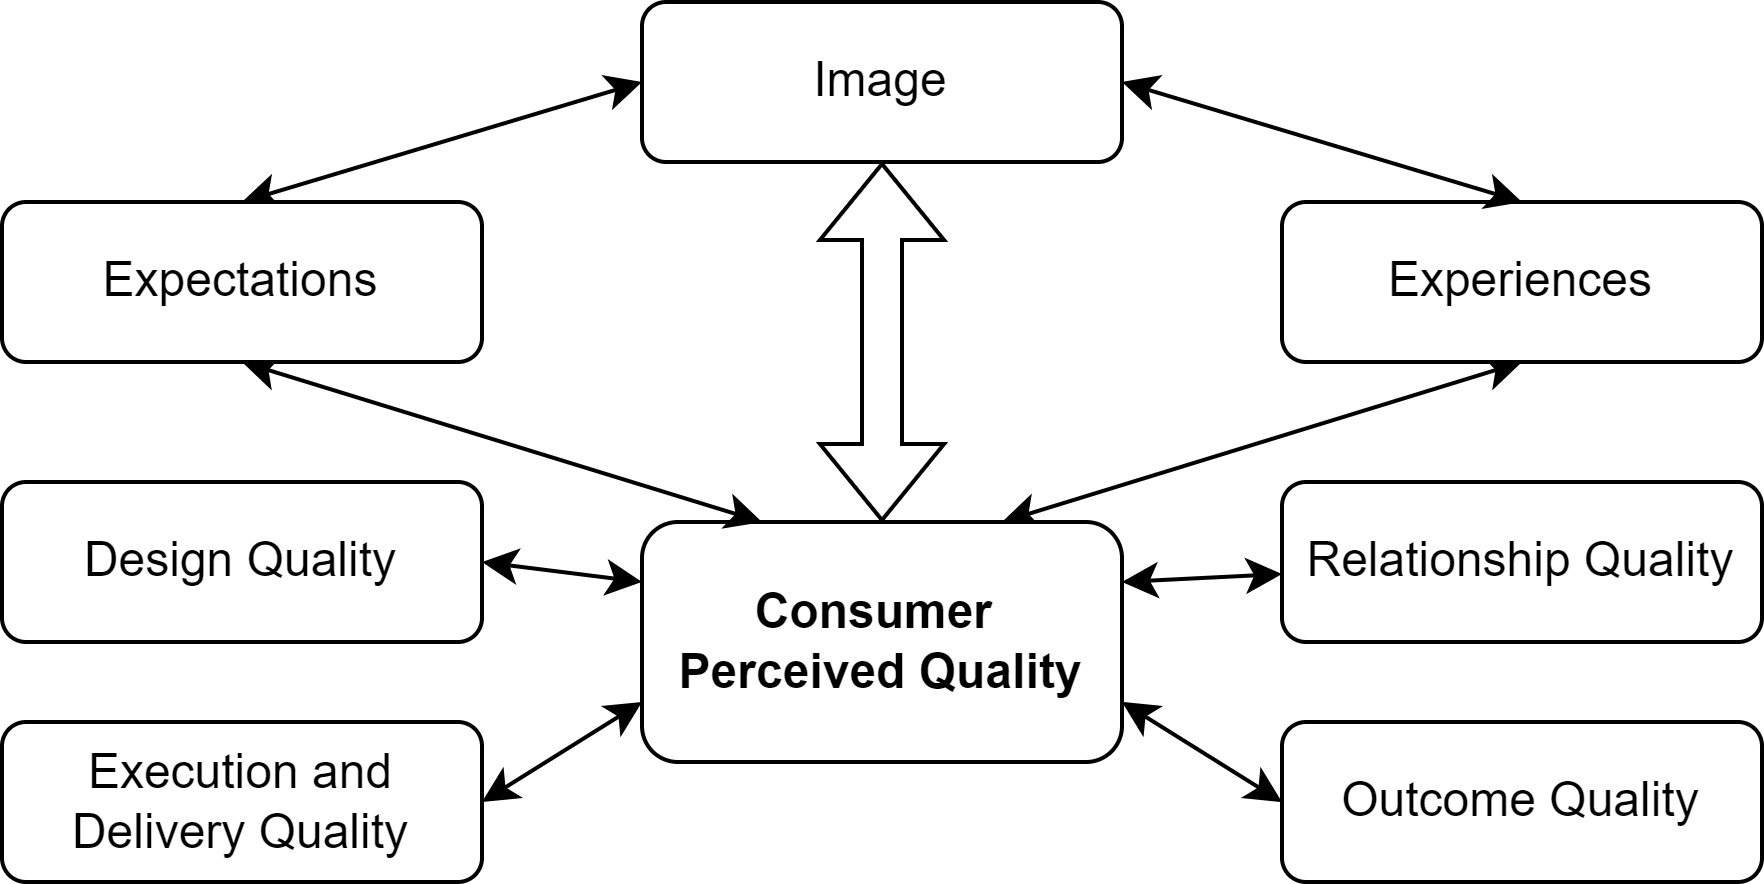 Image
Expectations
Experiences
Design Quality
Relationship Quality
Consumer
Perceived Quality
Execution and
Delivery Quality
Outcome Quality